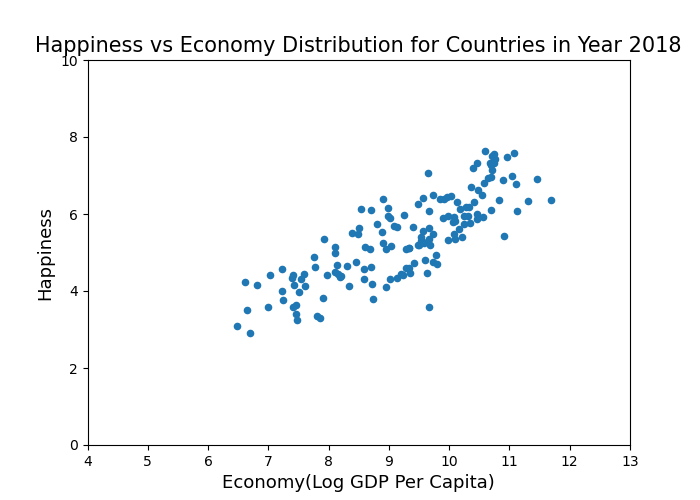 Happiness vs Economy Distribution for Countries in Year 2018
10
8
6
4
2
0
Happiness
4 5 6 7 8 9 10 11 12 13
Economy(Log GDP Per Capita)